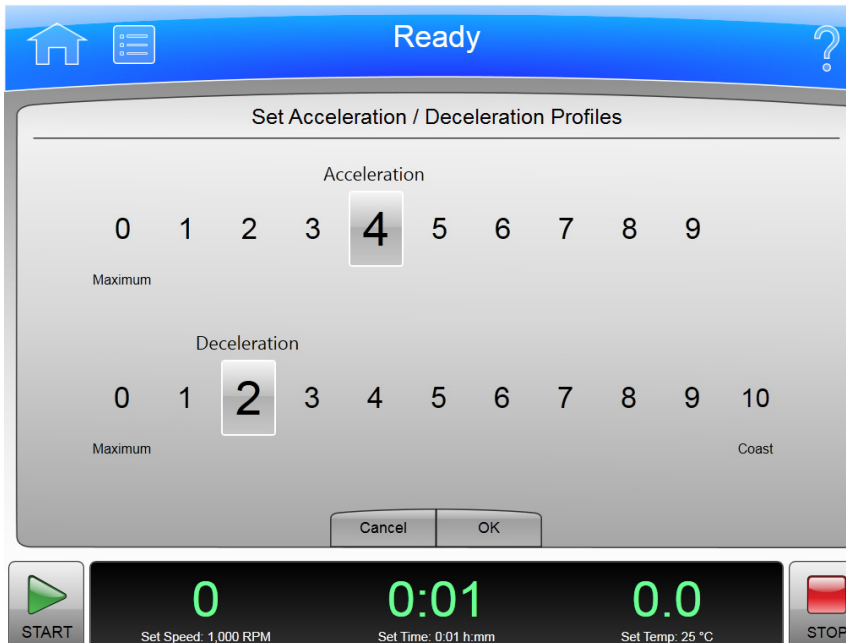 Ready
?
Set Acceleration / Deceleration Profiles
Acceleration
0 1 2 3 4 5 6 7 8 9
Maximum
Deceleration
0 1 2 3 4 5 6 7 8 9 10
Maximum Coast
Cancel OK
0 0:01 0.0
START Set Speed: 1,000 RPM Set Time: 0:01 h:mm Set Temp: 25 °C STOP